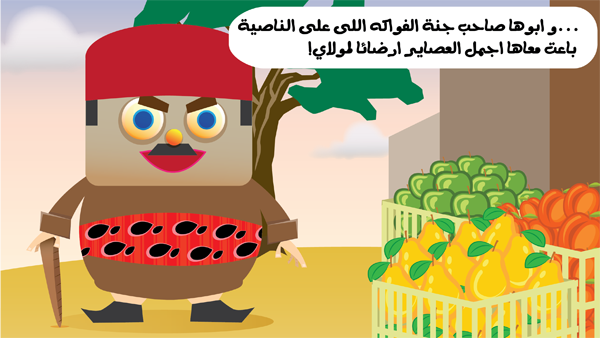 ...و ابوها صاحب جنة الفواكه اللى على الناصية
باعت معاها اجمل العصاير ارضائا لمولاي!